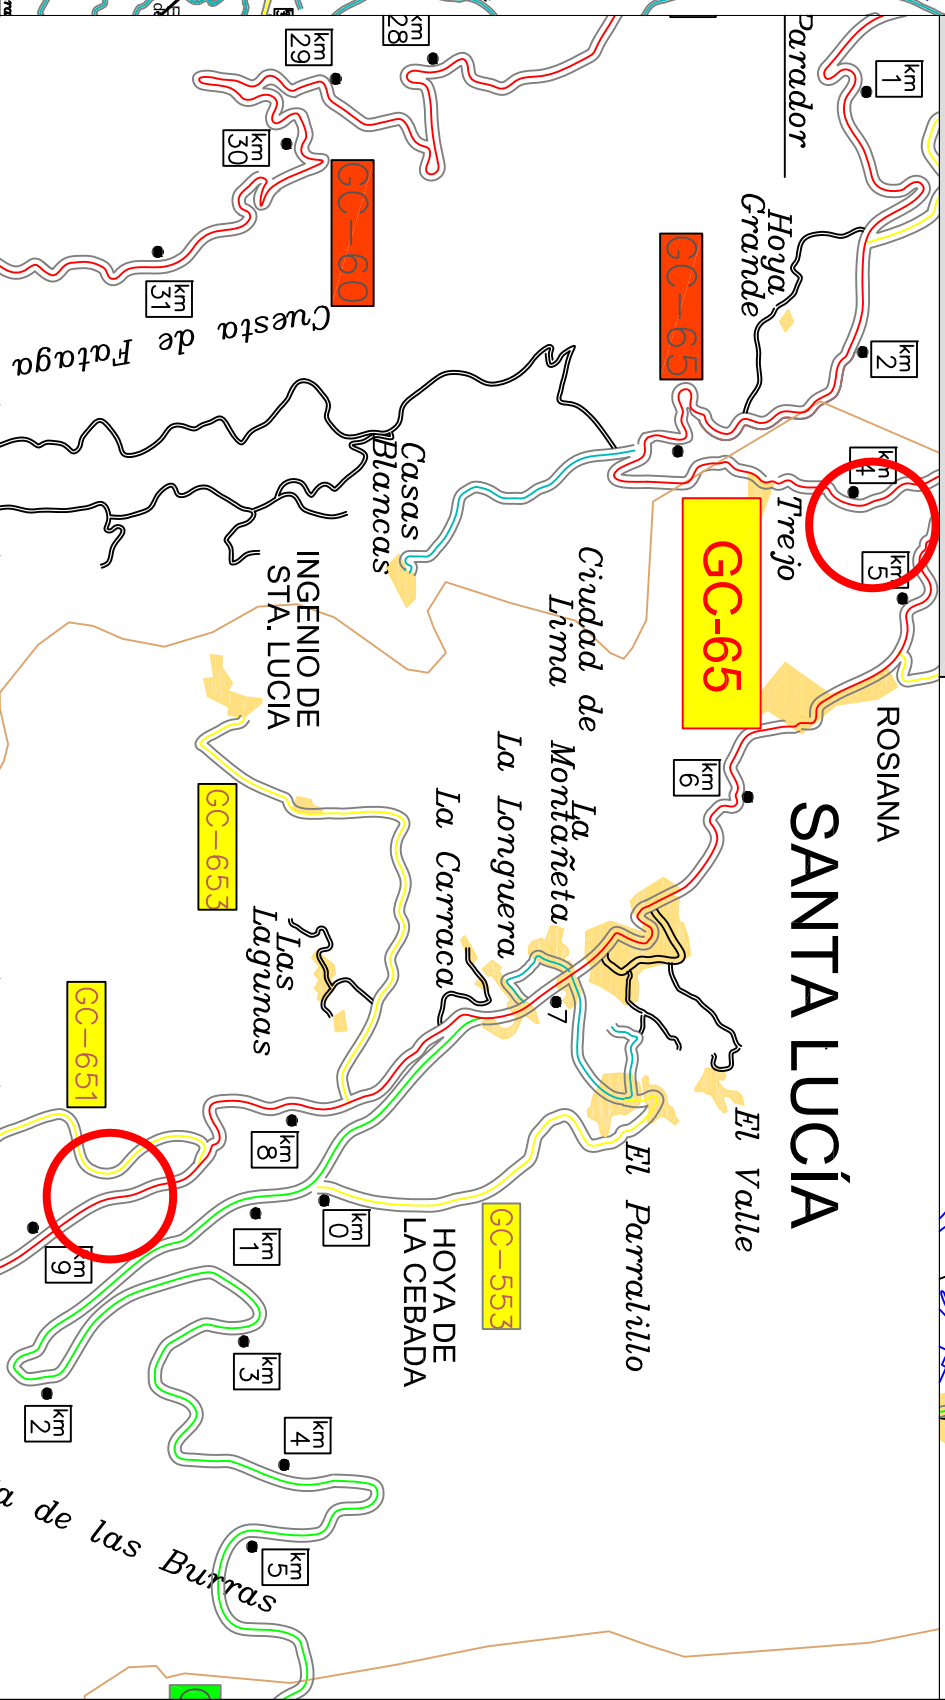 km
28
km
29
km
30
km
31
GC-60
Cuesta de Fataga
Parador
km
1
Hoya
Grande
GC-65
km
2
km
4
km
5
Trejo
Casas
Blancas
GC-65
INGENIO DE
STA. LUCIA
Ciudad de
Lima
ROSIANA
km
6
SANTA LUCÍA
La
Montañeta
La Longuera
La Carraca
GC-653
Las
Lagunas
7
GC-651
El Valle
El Parralillo
km
8
km
9
km
0
km
1
HOYA DE
LA CEBADA
GC-553
km
2
km
3
km
4
km
5
de las Burras